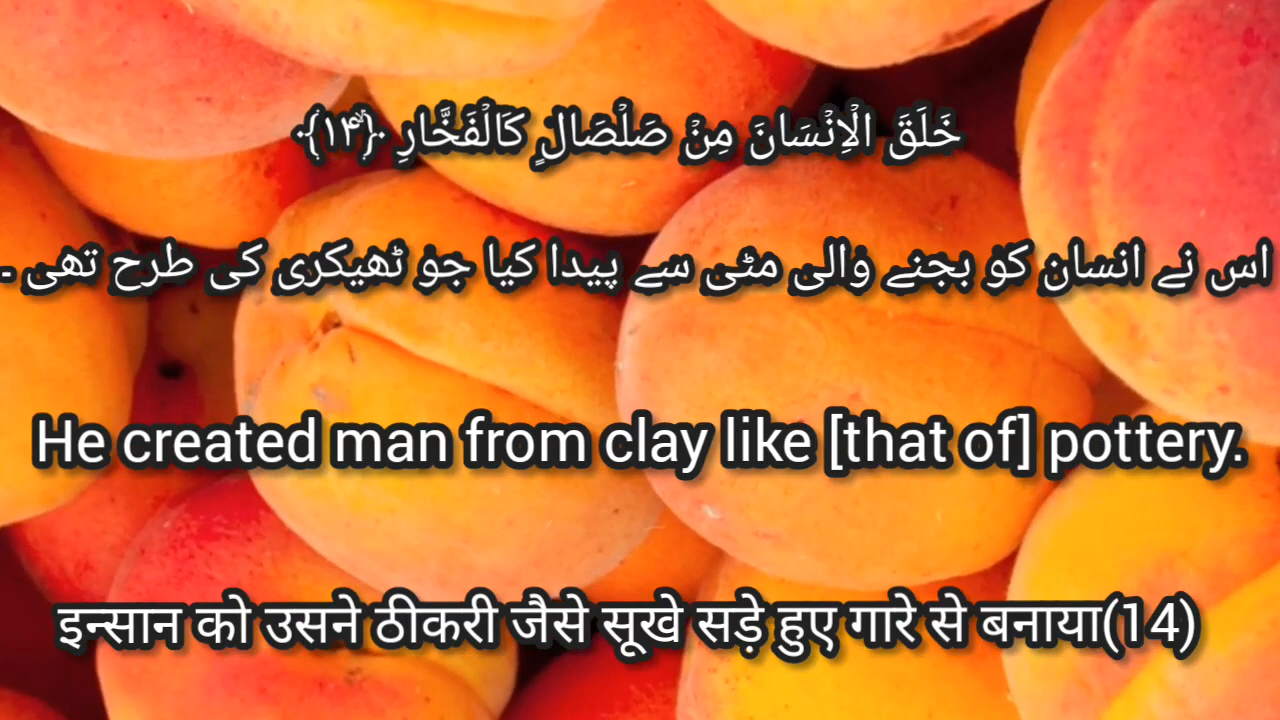 خَلَقَ الْاِنْسَانَ مِنْ صَلْصَالٍ كَالْفَخَّارِ ﴿ۙ۱۴﴾
اس نے انسان کو بجنے والی مٹی سے پیدا کیا جو ٹھیکری کی طرح تھی ۔
He created man from clay like [that of] pottery.
इन्सान को उसने ठीकरी जैसे सूखे सड़े हुए गारे से बनाया(14)